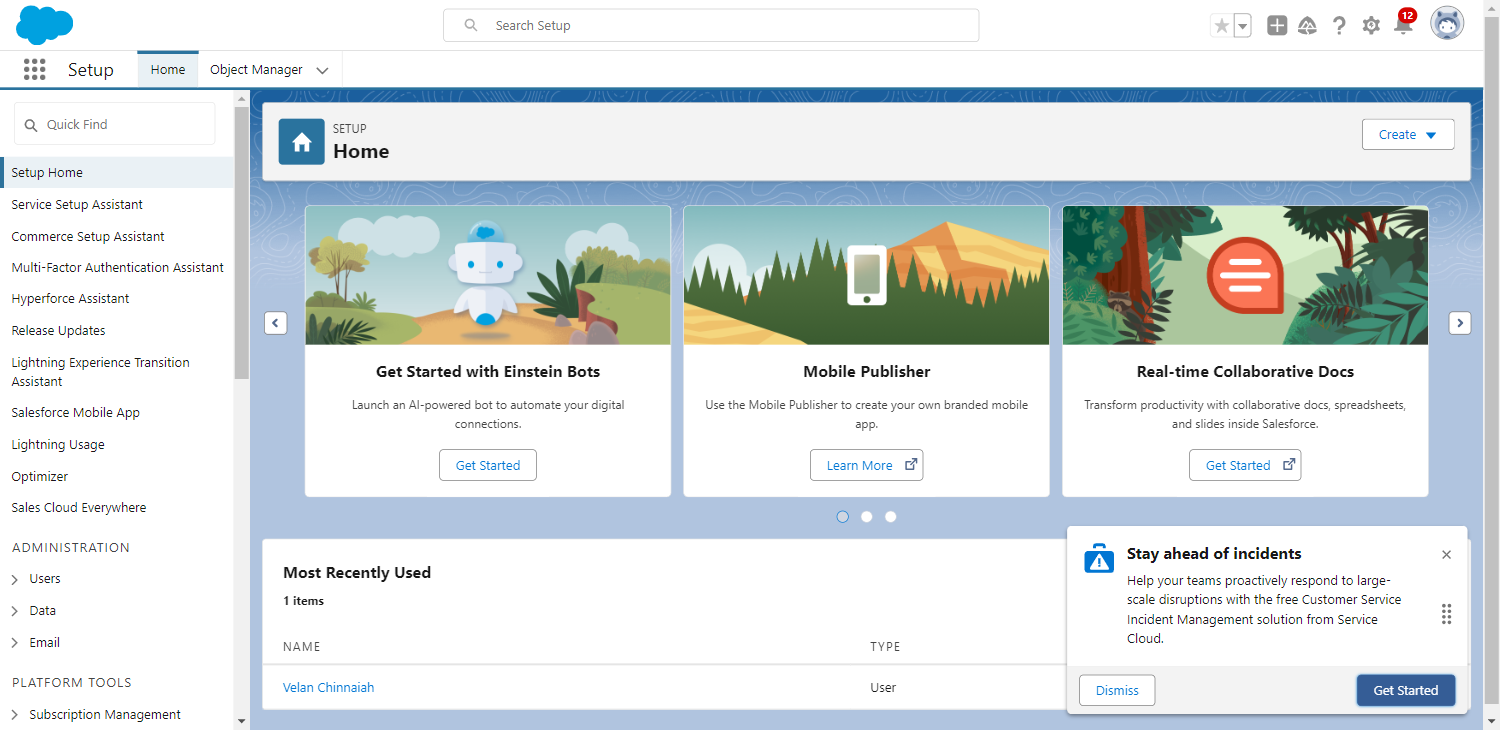 Search Setup
12
Setup
Home
Object Manager
Quick Find
Setup Home
Service Setup Assistant
Commerce Setup Assistant
Multi-Factor Authentication Assistant
Hyperforce Assistant
Release Updates
Lightning Experience Transition
Assistant
Salesforce Mobile App
Lightning Usage
Optimizer
Sales Cloud Everywhere
ADMINISTRATION
Users
Data
Email
PLATFORM TOOLS
Subscription Management
SETUP
Home
Create
Get Started with Einstein Bots
Launch an AI-powered bot to automate your digital
connections.
Get Started
Mobile Publisher
Use the Mobile Publisher to create your own branded mobile
app.
Learn More
Real-time Collaborative Docs
Transform productivity with collaborative docs, spreadsheets,
and slides inside Salesforce.
Get Started
Most Recently Used
1 items
NAME
TYPE
Velan Chinnaiah
User
Stay ahead of incidents
Help your teams proactively respond to large-
scale disruptions with the free Customer Service
Incident Management solution from Service
Cloud.
Dismiss
Get Started